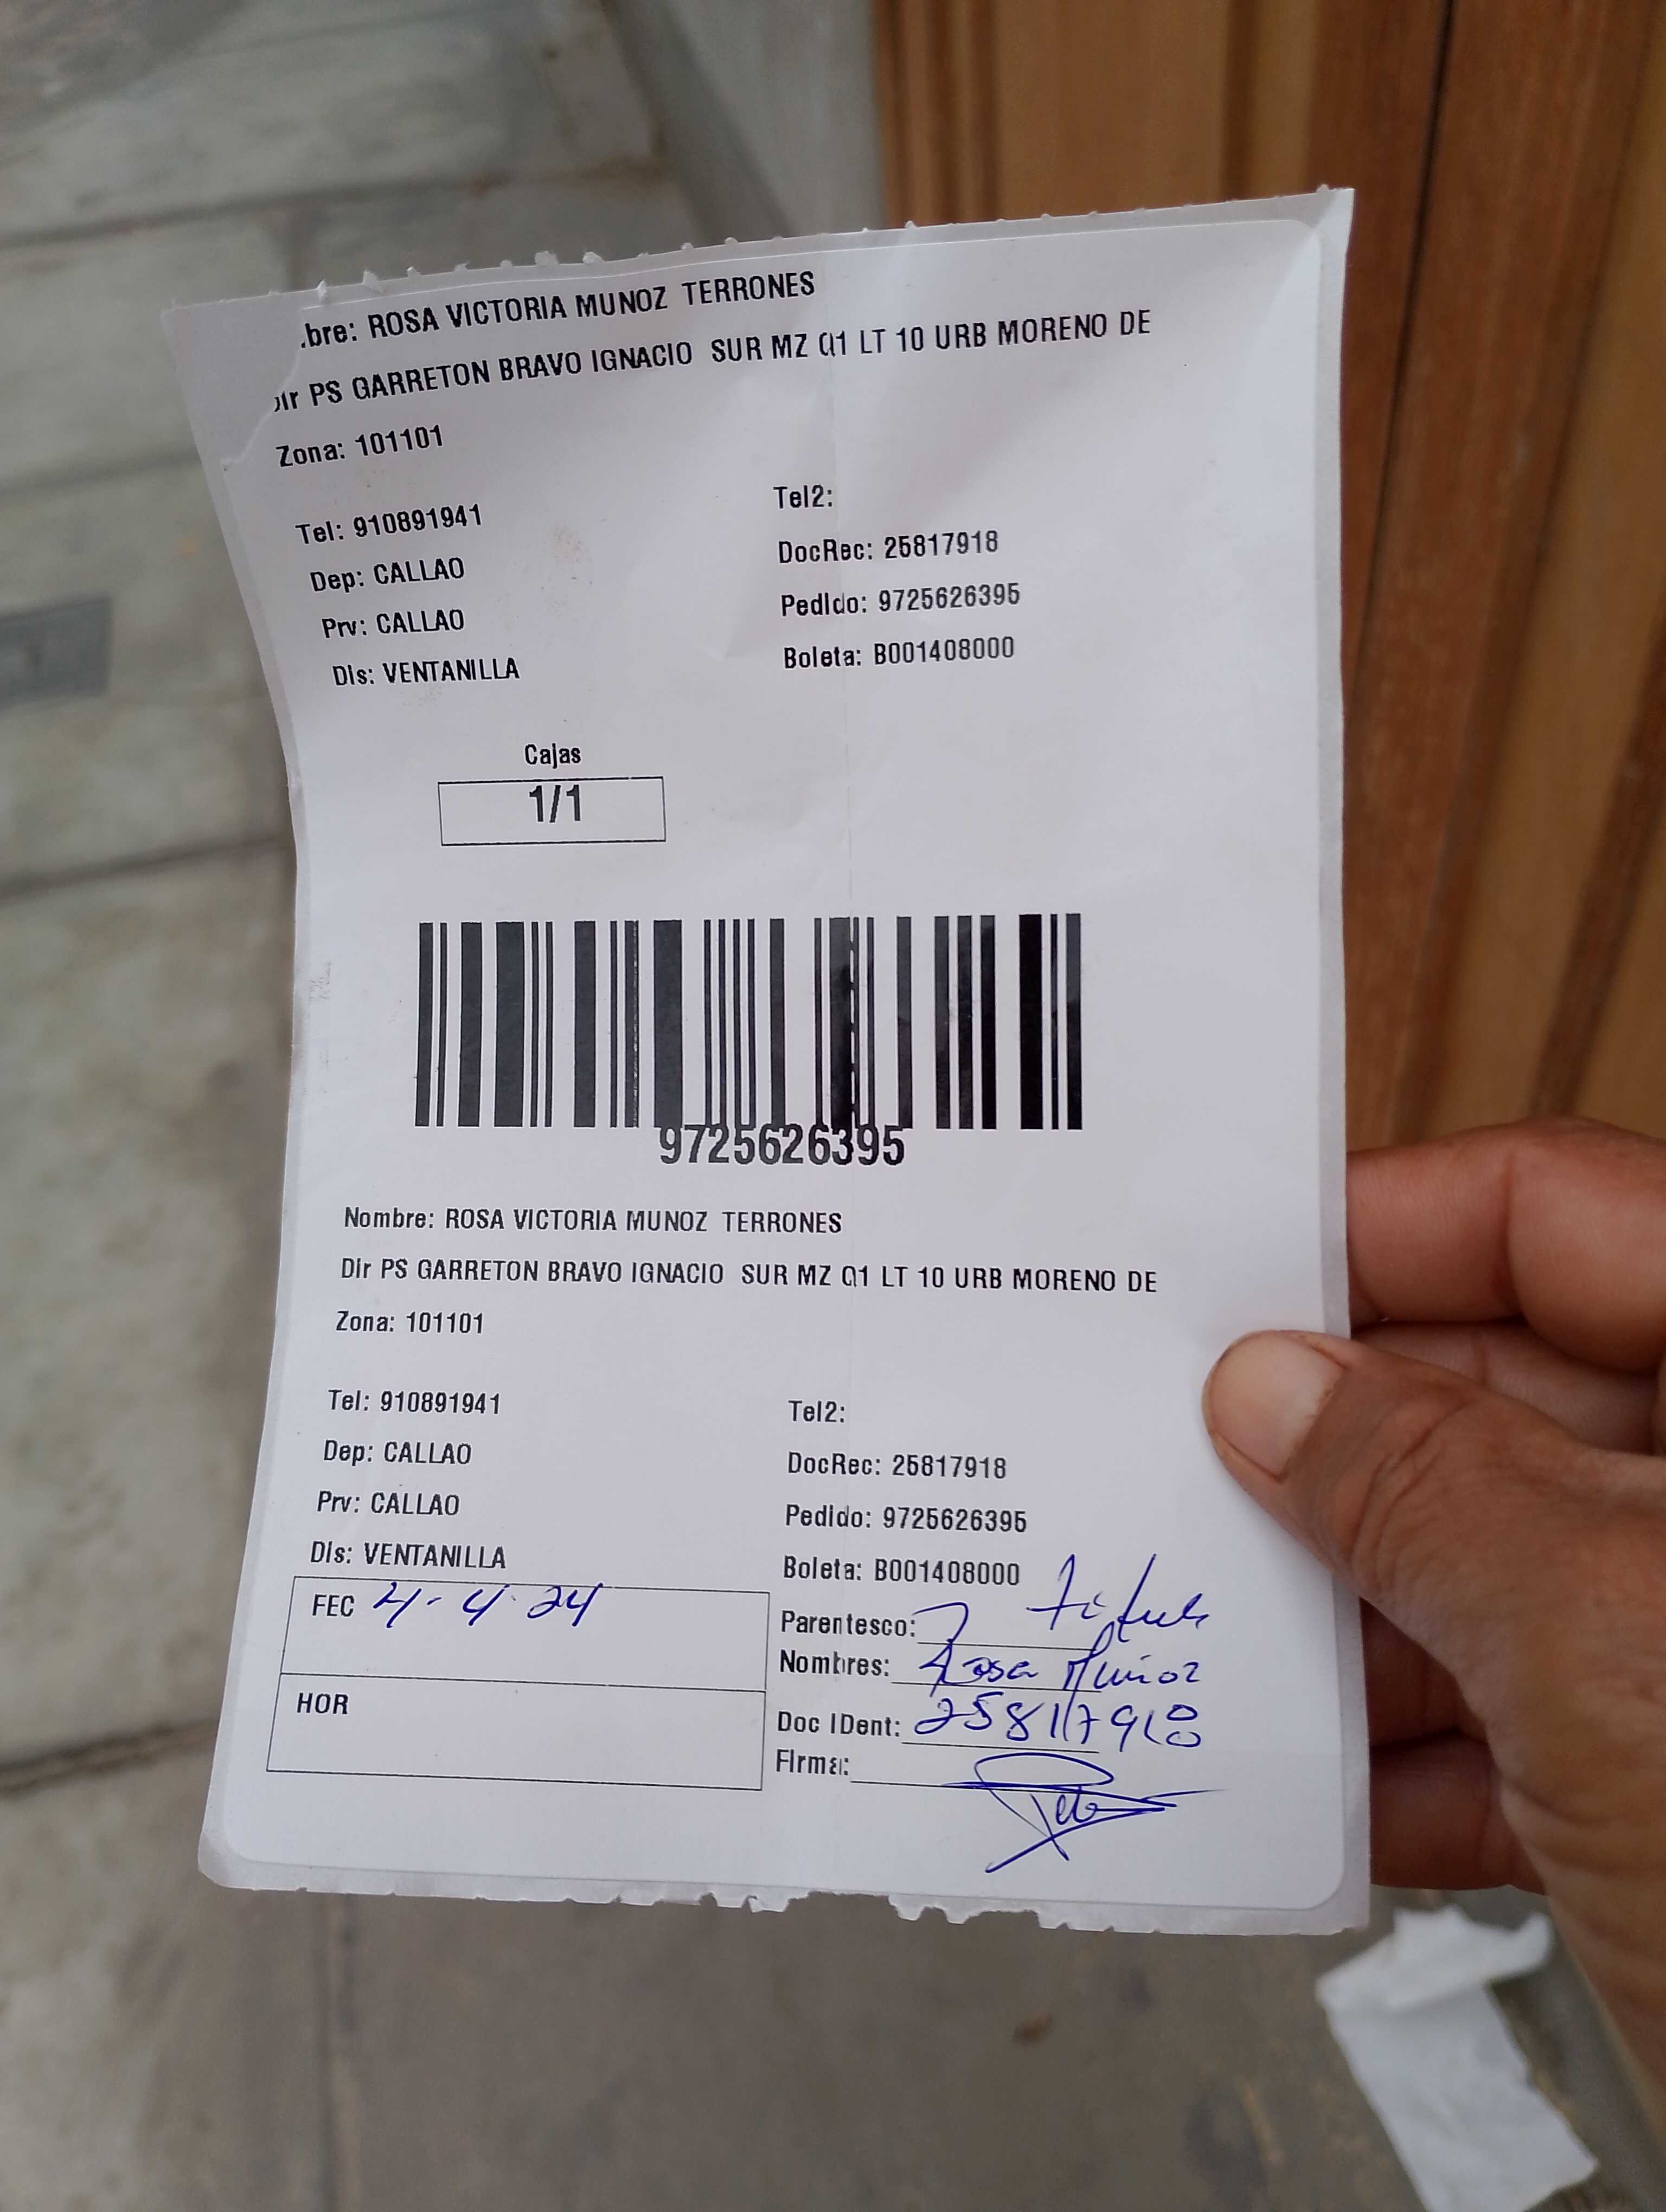 bre: ROSA VICTORIA MUNOZ TERRONES
Dir PS GARRETON BRAVO IGNACIO SUR MZ Q1 LT 10 URB MORENO DE
Zona: 101101
Tel: 910891941
Tel2:
Dep: CALLAO
DocRec: 25817918
Prv: CALLAO
Pedido: 9725626395
Dis: VENTANILLA
Boleta: B001408000
Cajas
1/1
9725626395
Nombre: ROSA VICTORIA MUNOZ TERRONES
Dir PS GARRETON BRAVO IGNACIO SUR MZ Q1 LT 10 URB MORENO DE
Zona: 101101
Tel: 910891941
Tel2:
Dep: CALLAO
DocRec: 25817918
Prv: CALLAO
Pedido: 9725626395
Dis: VENTANILLA
Boleta: B001408000
FEC 4-4-24
Parentesco:
Nombres: Rosa Muñoz
HOR
Doc IDent: 25817918
Firma: